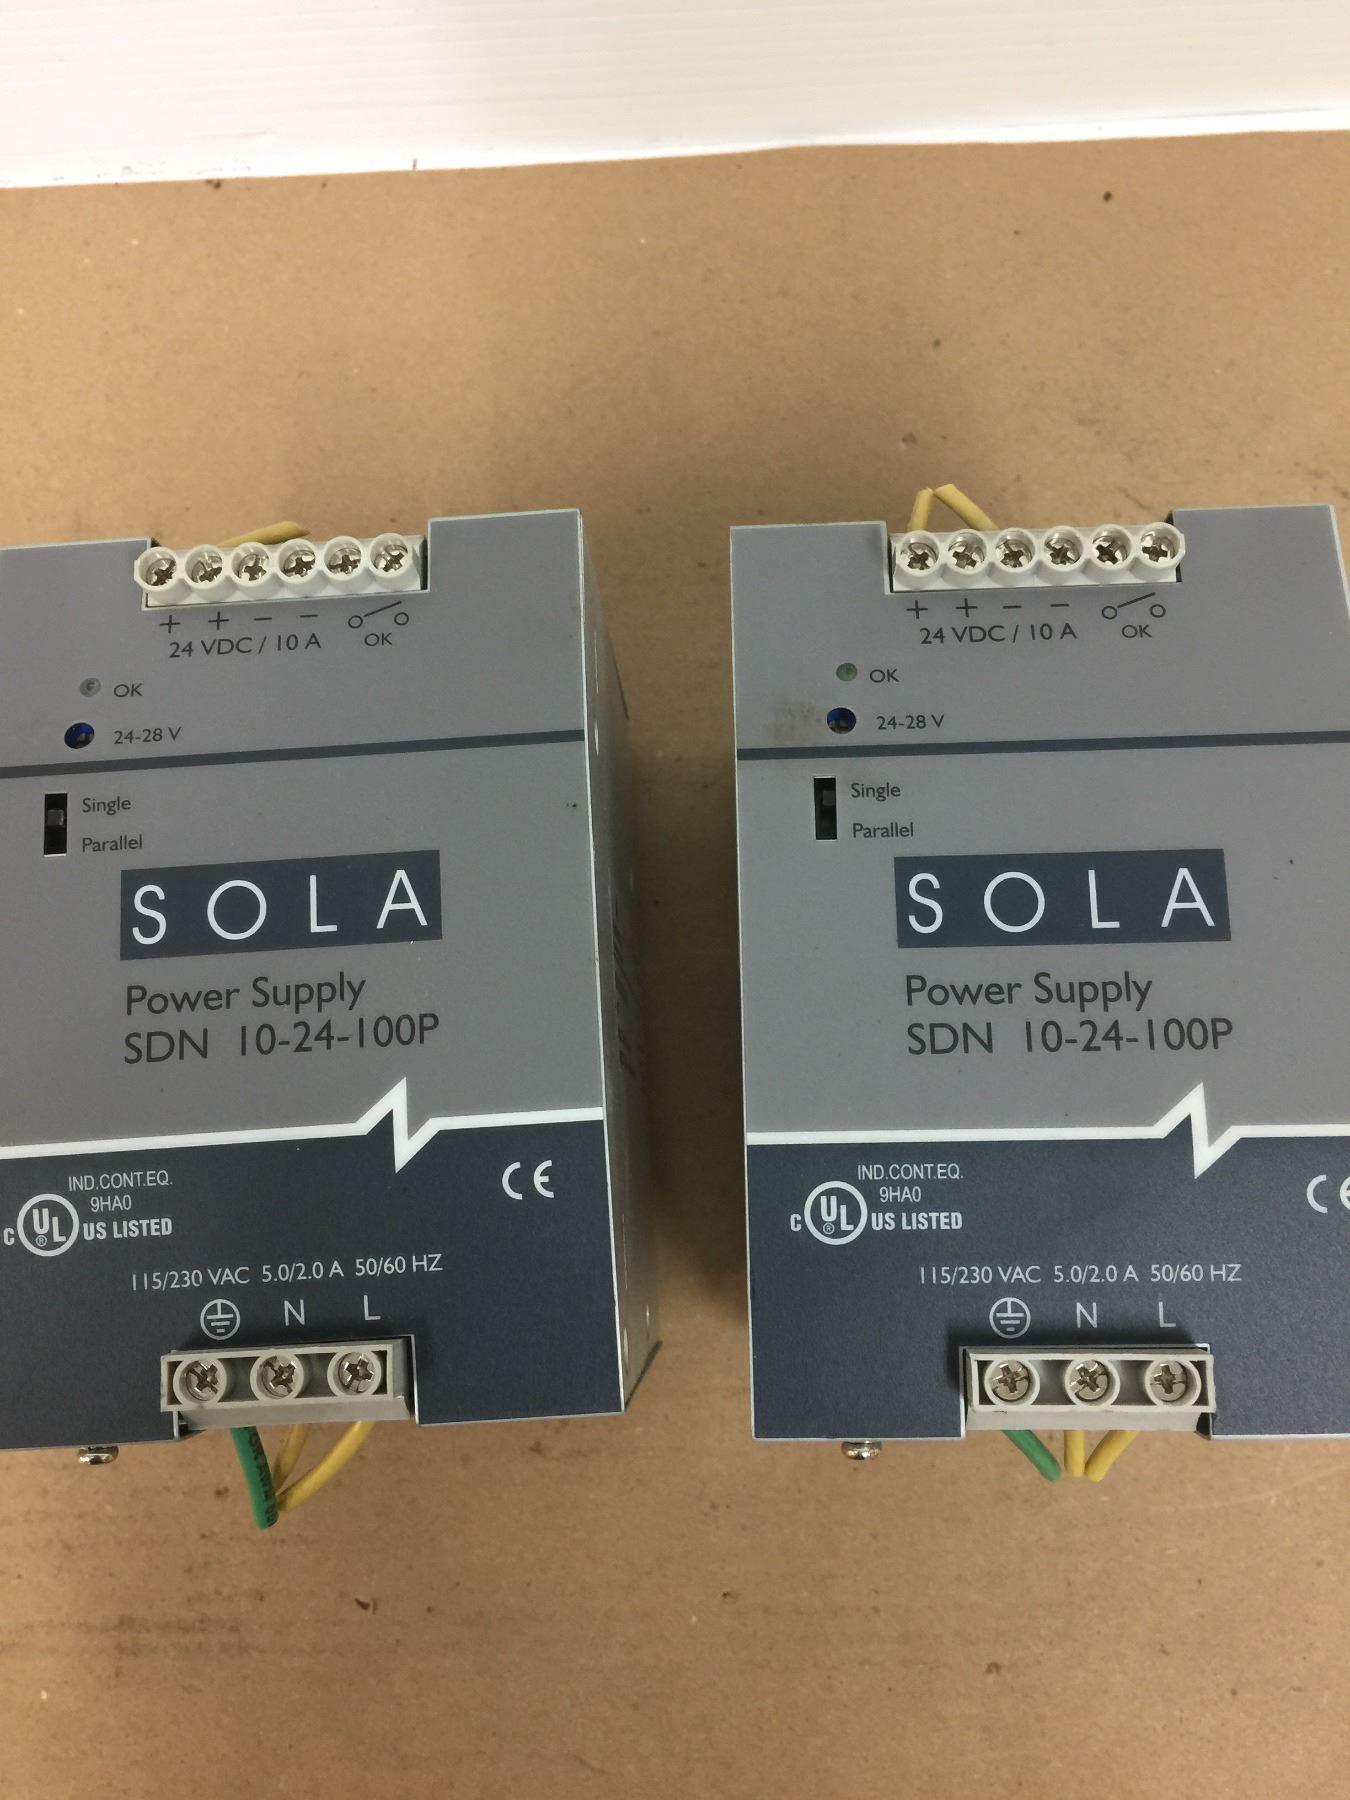 + + − −
24 VDC / 10 A
OK
OK
24-28 V
Single
Parallel
SOLA
Power Supply
SDN 10-24-100P
IND.CONT.EQ.
9HA0
C UL ® US LISTED
CE
115/230 VAC 5.0/2.0 A 50/60 HZ
N L
+ + − −
24 VDC / 10 A
OK
OK
24-28 V
Single
Parallel
SOLA
Power Supply
SDN 10-24-100P
IND.CONT.EQ.
9HA0
C UL ® US LISTED
CE
115/230 VAC 5.0/2.0 A 50/60 HZ
N L